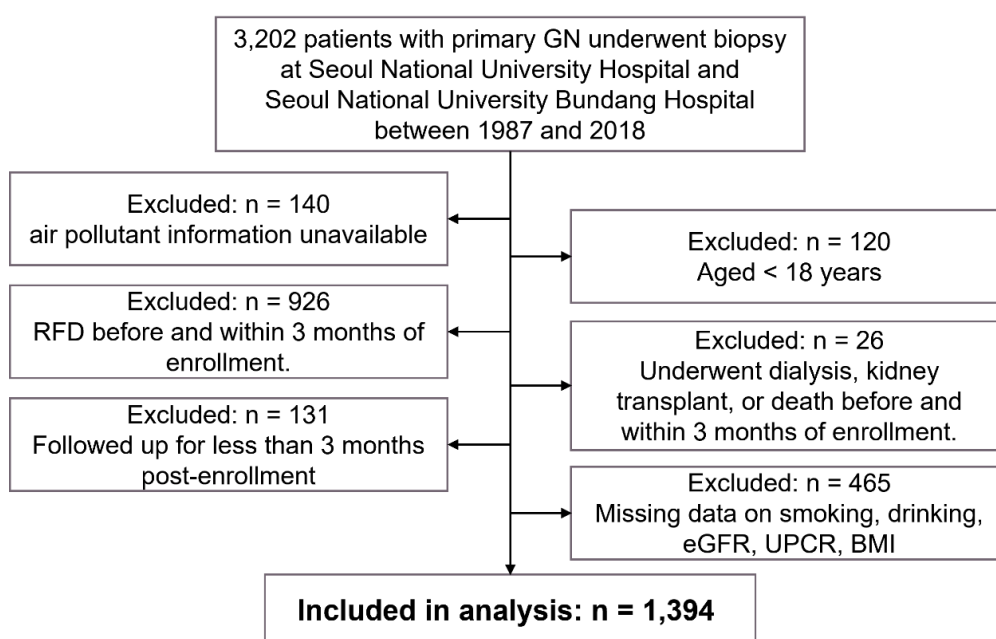 3,202 patients with primary GN underwent biopsy
at Seoul National University Hospital and
Seoul National University Bundang Hospital
between 1987 and 2018
Excluded: n = 140
air pollutant information unavailable
Excluded: n = 120
Aged < 18 years
Excluded: n = 926
RFD before and within 3 months of
enrollment.
Excluded: n = 26
Underwent dialysis, kidney
transplant, or death before and
within 3 months of enrollment.
Excluded: n = 131
Followed up for less than 3 months
post-enrollment
Excluded: n = 465
Missing data on smoking, drinking,
eGFR, UPCR, BMI
Included in analysis: n = 1,394